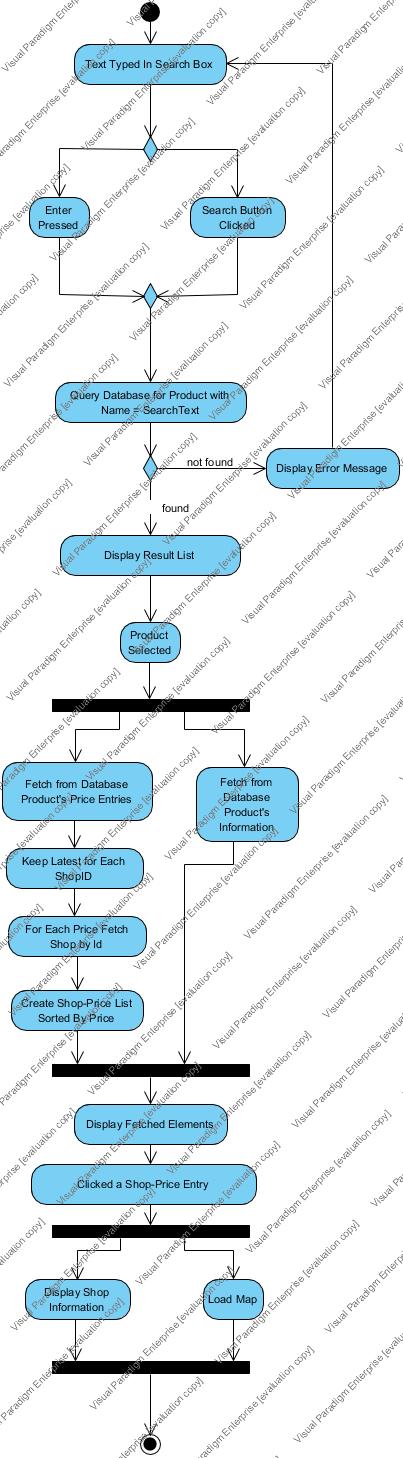 Text Typed In Search Box
Enter
Pressed
Search Button
Clicked
Query Database for Product with
Name = SearchText
not found
Display Error Message
found
Display Result List
Product
Selected
Fetch from Database
Product's Price Entries
Fetch from
Database
Product's
Information
Keep Latest for Each
ShopID
For Each Price Fetch
Shop by Id
Create Shop-Price List
Sorted By Price
Display Fetched Elements
Clicked a Shop-Price Entry
Display Shop
Information
Load Map
Visual Paradigm Enterprise [evaluation copy]